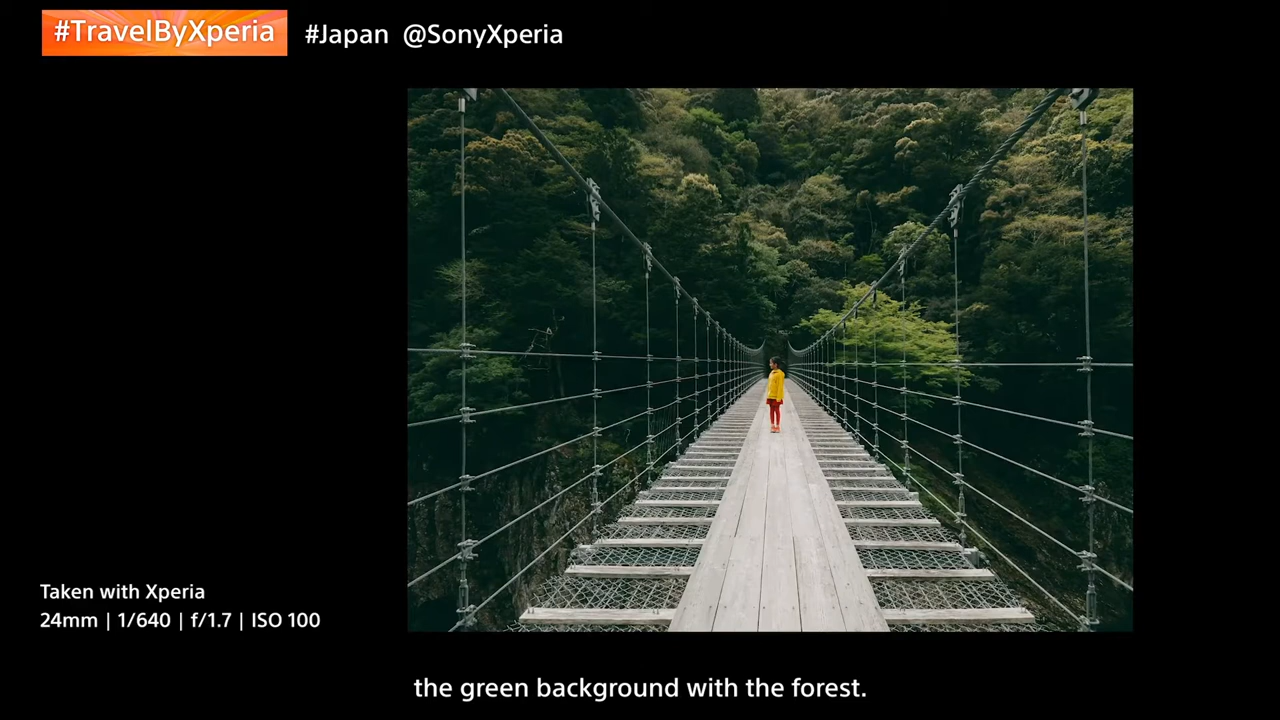 #TravelByXperia #Japan @SonyXperia
Taken with Xperia
24mm | 1/640 | f/1.7 | ISO 100
the green background with the forest.